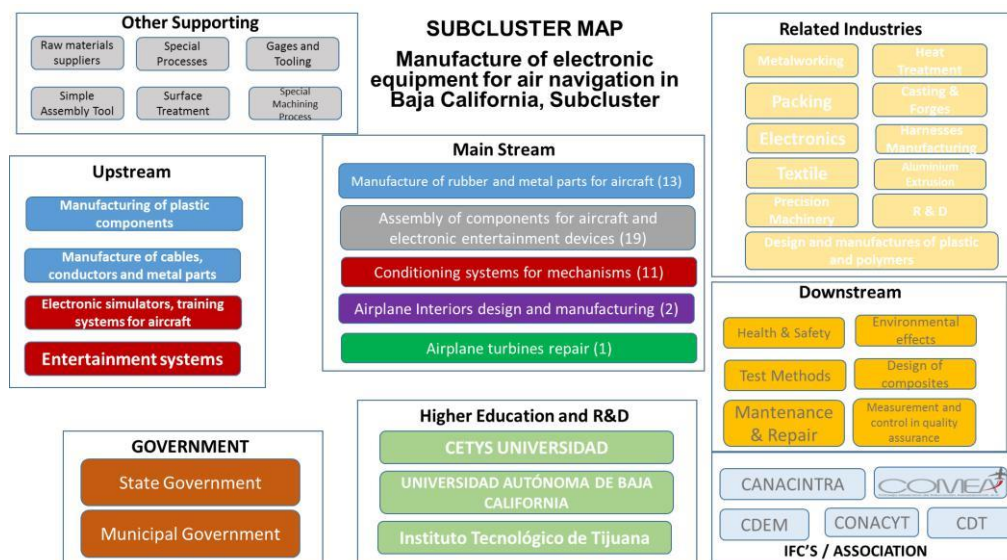 Other Supporting
Raw materials
suppliers
Special
Processes
Gages and
Tooling
Simple
Assembly Tool
Surface
Treatment
Special
Machining
Process
SUBCLUSTER MAP
Manufacture of electronic
equipment for air navigation in
Baja California, Subcluster
Related Industries
Metalworking
Heat
Treatment
Packing
Casting &
Forges
Electronics
Harnesses
Manufacturing
Textile
Aluminium
Extrusion
Precision
Machinery
R & D
Design and manufactures of plastic
and polymers
Upstream
Manufacturing of plastic
components
Manufacture of cables,
conductors and metal parts
Electronic simulators, training
systems for aircraft
Entertainment systems
Main Stream
Manufacture of rubber and metal parts for aircraft (13)
Assembly of components for aircraft and
electronic entertainment devices (19)
Conditioning systems for mechanisms (11)
Airplane Interiors design and manufacturing (2)
Airplane turbines repair (1)
Downstream
Health & Safety
Environmental
effects
Test Methods
Design of
composites
Mantenance
& Repair
Measurement and
control in quality
assurance
GOVERNMENT
State Government
Municipal Government
Higher Education and R&D
CETYS UNIVERSIDAD
UNIVERSIDAD AUTÓNOMA DE BAJA
CALIFORNIA
Instituto Tecnológico de Tijuana
CANACINTRA
COMEA
CDEM
CONACYT
CDT
IFC'S / ASSOCIATION